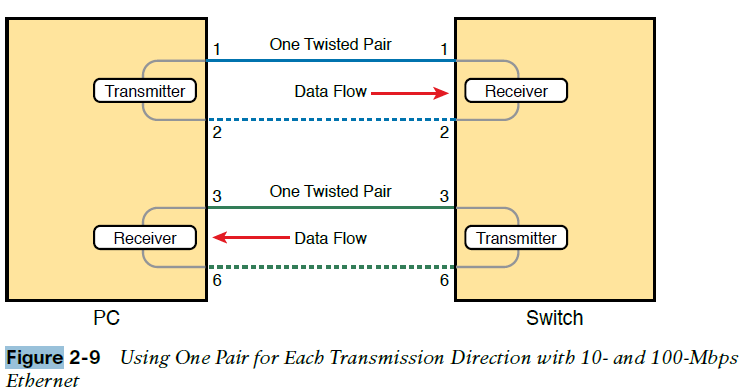 1 One Twisted Pair 1
Transmitter Data Flow Receiver
2 2
3 One Twisted Pair 3
Receiver Data Flow Transmitter
6 6
PC Switch
Figure 2-9 Using One Pair for Each Transmission Direction with 10- and 100-Mbps
Ethernet